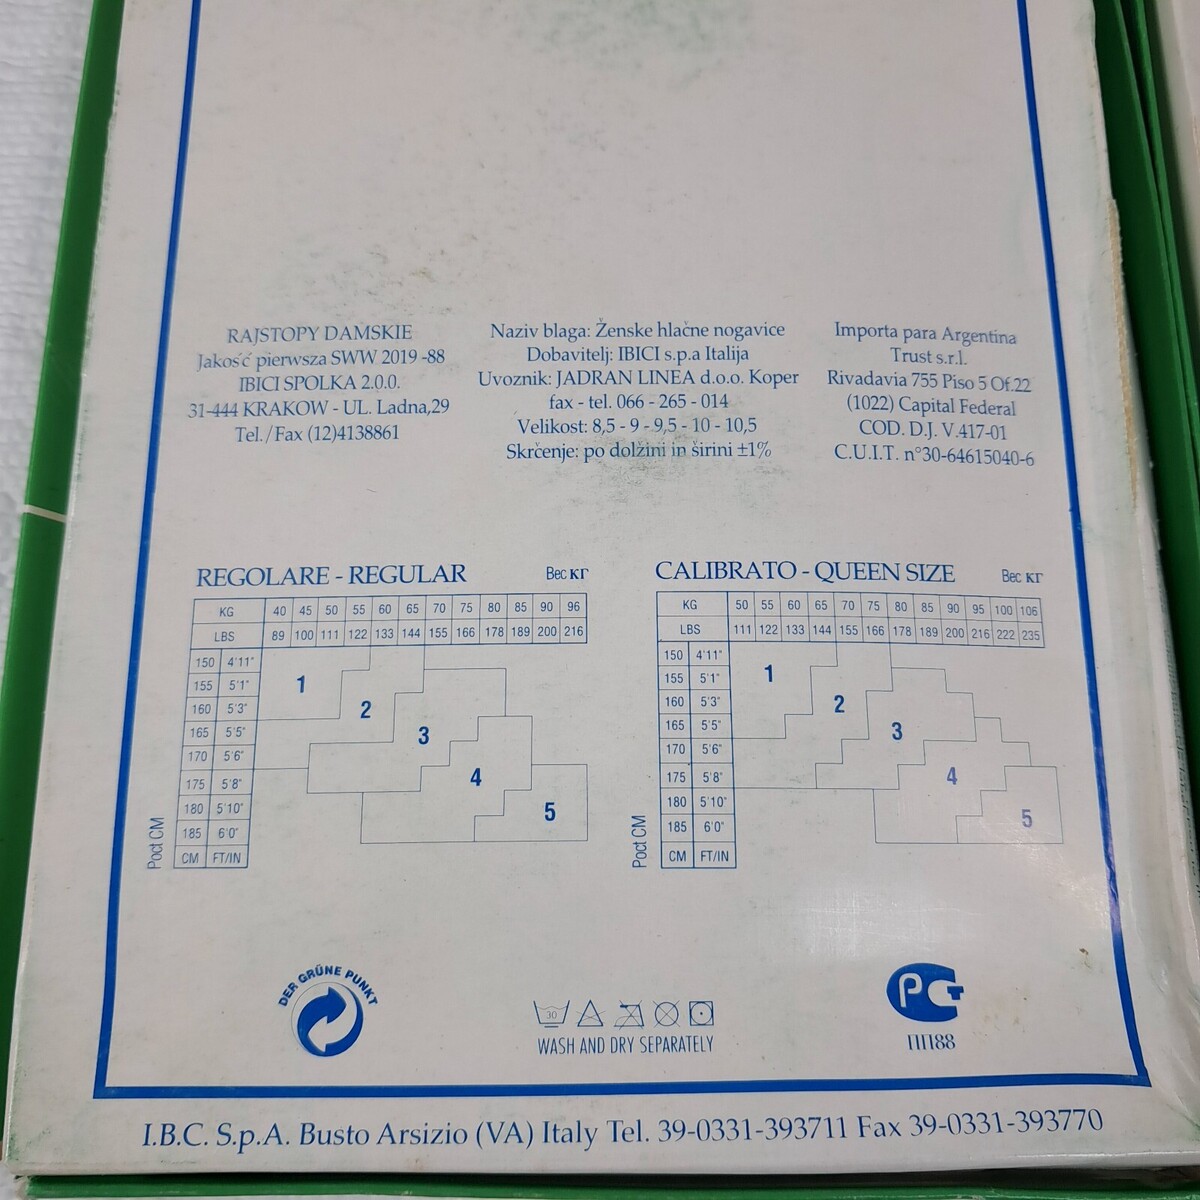 RAJSTOPY DAMSKIE
Jakość pierwsza SWW 2019 -88
IBICI SPOLKA 2.0.0.
31-444 KRAKOW - UL. Ladna,29
Tel./Fax (12)4138861
Naziv blaga: Ženske hlačne nogavice
Dobavitelj: IBICI s.p.a Italija
Uvoznik: JADRAN LINEA d.o.o. Koper
fax - tel. 066 - 265 - 014
Velikost: 8,5 - 9 - 9,5 - 10 - 10,5
Skrčenje: po dolžini in širini ±1%
Importa para Argentina
Trust s.r.l.
Rivadavia 755 Piso 5 Of.22
(1022) Capital Federal
COD. D.J. V.417-01
C.U.I.T. n°30-64615040-6
REGOLARE - REGULAR Вес кг
KG 40 45 50 55 60 65 70 75 80 85 90 96
LBS 89 100 111 122 133 144 155 166 178 189 200 216
150 4'11"
155 5'1"
160 5'3"
165 5'5"
170 5'6"
175 5'8"
180 5'10"
185 6'0"
CM FT/IN
Рост СМ
1
2
3
4
5
CALIBRATO - QUEEN SIZE Вес кг
KG 50 55 60 65 70 75 80 85 90 95 100 106
LBS 111 122 133 144 155 166 178 189 200 216 222 235
150 4'11"
155 5'1"
160 5'3"
165 5'5"
170 5'6"
175 5'8"
180 5'10"
185 6'0"
CM FT/IN
Рост СМ
1
2
3
4
5
DER GRÜNE PUNKT
30
WASH AND DRY SEPARATELY
РСТ
ПП88
I.B.C. S.p.A. Busto Arsizio (VA) Italy Tel. 39-0331-393711 Fax 39-0331-393770